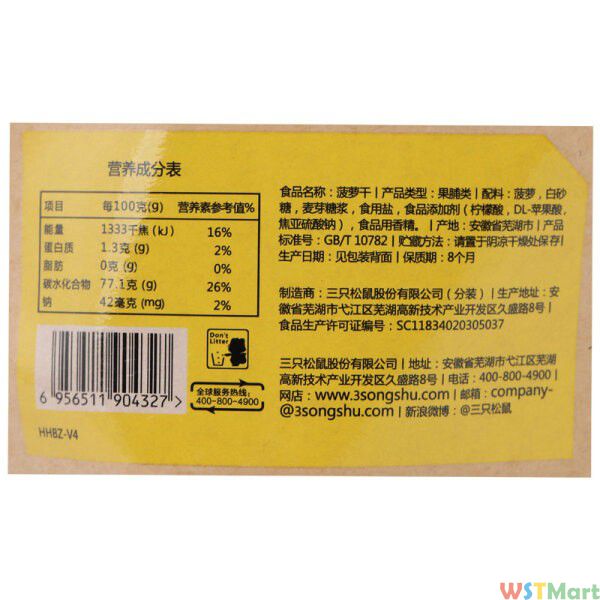 营养成分表
项目 每100克(g) 营养素参考值%
能量 1333千焦(kJ) 16%
蛋白质 1.3克(g) 2%
脂肪 0克(g) 0%
碳水化合物 77.1克(g) 26%
钠 42毫克(mg) 2%
Don't
Litter
全球服务热线:
400-800-4900
6 956511 904327
HHBZ-V4
食品名称:菠萝干 | 产品类型:果脯类 | 配料:菠萝,白砂
糖,麦芽糖浆,食用盐,食品添加剂(柠檬酸,DL-苹果酸,
焦亚硫酸钠),食用香精。 | 产地:安徽省芜湖市 | 产品
标准号:GB/T 10782 | 贮藏方法:请置于阴凉干燥处保存 |
生产日期:见包装背面 | 保质期:8个月
制造商:三只松鼠股份有限公司(分装) | 生产地址:安
徽省芜湖市弋江区芜湖高新技术产业开发区久盛路8号 |
食品生产许可证编号:SC11834020305037
三只松鼠股份有限公司 | 地址:安徽省芜湖市弋江区芜湖
高新技术产业开发区久盛路8号 | 电话:400-800-4900 |
网址:www.3songshu.com | 邮箱:company-
@3songshu.com | 新浪微博:@三只松鼠
WSTMart